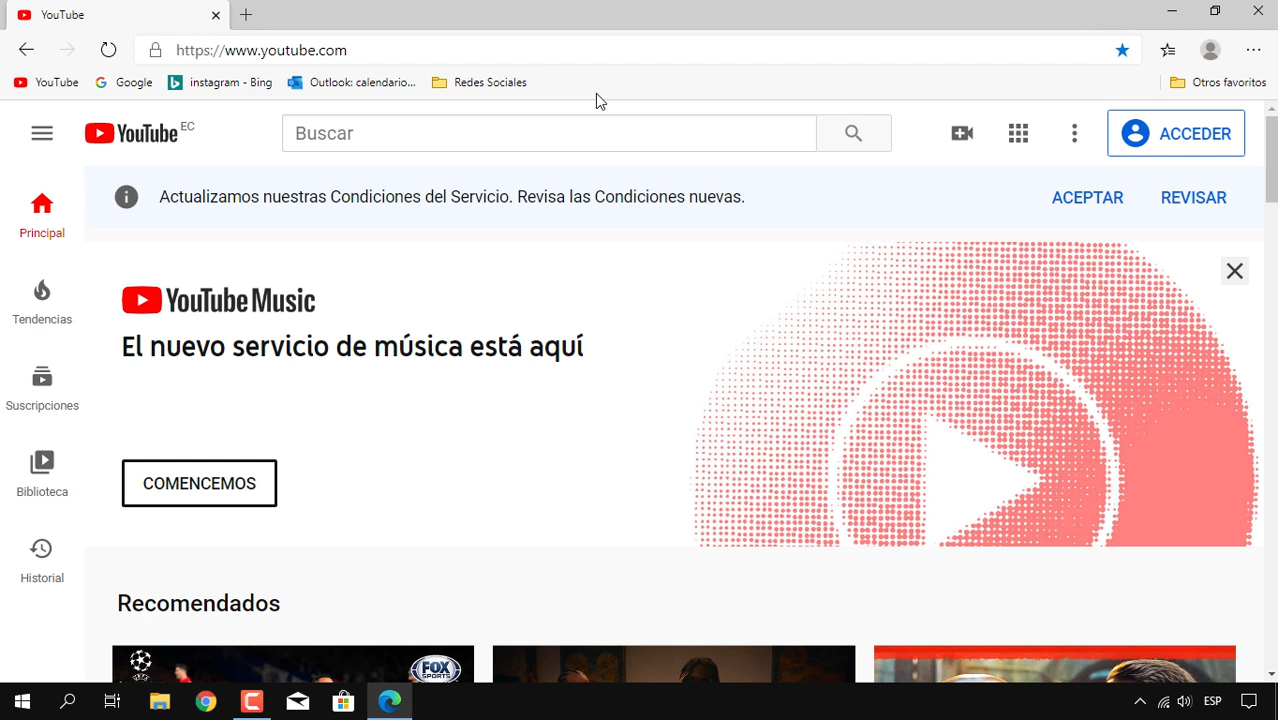 YouTube
https://www.youtube.com
YouTube
Google
instagram - Bing
Outlook: calendario...
Redes Sociales
Otros favoritos
YouTube EC
Buscar
ACCEDER
Actualizamos nuestras Condiciones del Servicio. Revisa las Condiciones nuevas.
ACEPTAR
REVISAR
Principal
Tendencias
Suscripciones
Biblioteca
Historial
YouTube Music
El nuevo servicio de música está aquí
COMENCEMOS
Recomendados
FOX
SPORTS
ESP